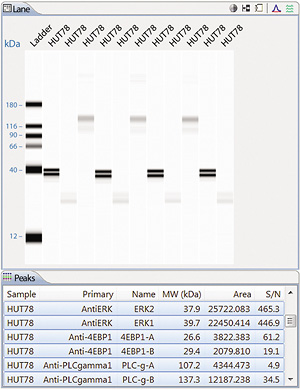 Lane
Ladder HUT78 HUT78 HUT78 HUT78 HUT78 HUT78 HUT78 HUT78 HUT78 HUT78
kDa
180
116
90
66
40
12
Peaks
Sample Primary Name MW (kDa) Area S/N
HUT78 AntiERK ERK2 37.9 25722.083 465.3
HUT78 AntiERK ERK1 39.7 22450.414 446.9
HUT78 Anti-4EBP1 4EBP1-A 26.6 3822.383 61.2
HUT78 Anti-4EBP1 4EBP1-B 29.4 2079.810 19.1
HUT78 Anti-PLCgamma1 PLC-g-A 107.2 4344.473 4.9
HUT78 Anti-PLCgamma1 PLC-g-B 137.3 12187.238 34.5